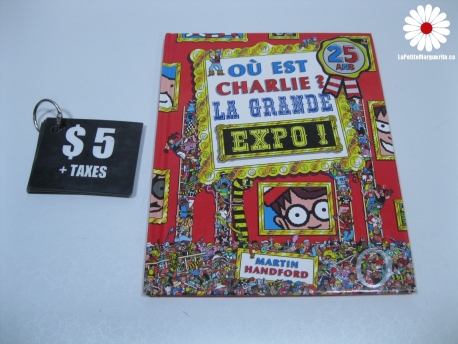 LaPetiteMarguerite.ca
25
ANS
OÙ EST
CHARLIE?
LA GRANDE
EXPO!
$5
+ TAXES
MARTIN
HANDFORD